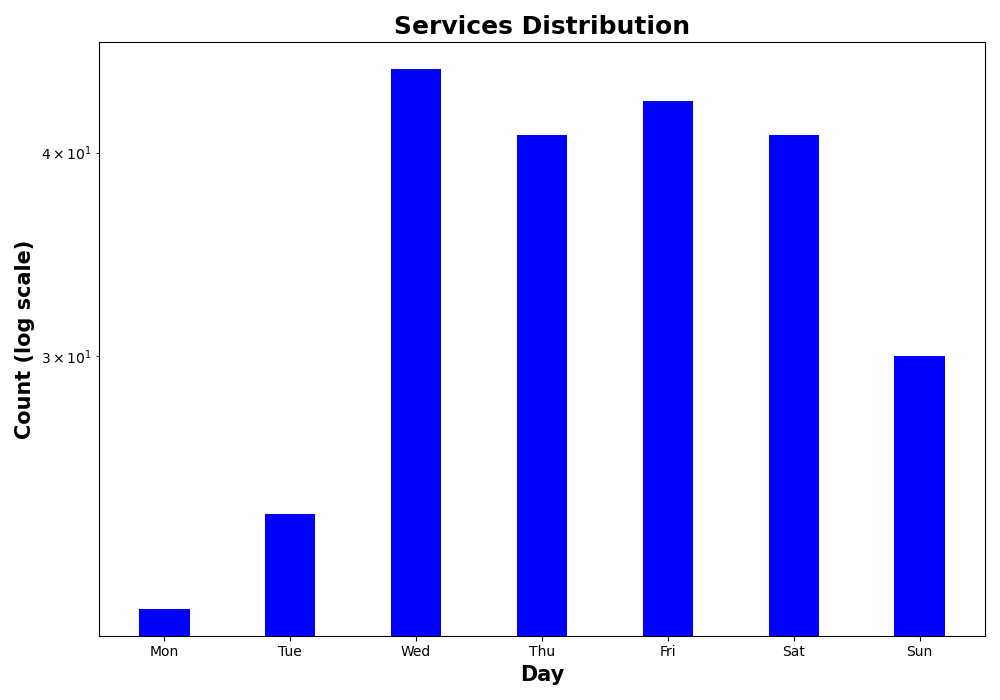 Services Distribution
Count (log scale)
4 × 10¹
3 × 10¹
Mon Tue Wed Thu Fri Sat Sun
Day